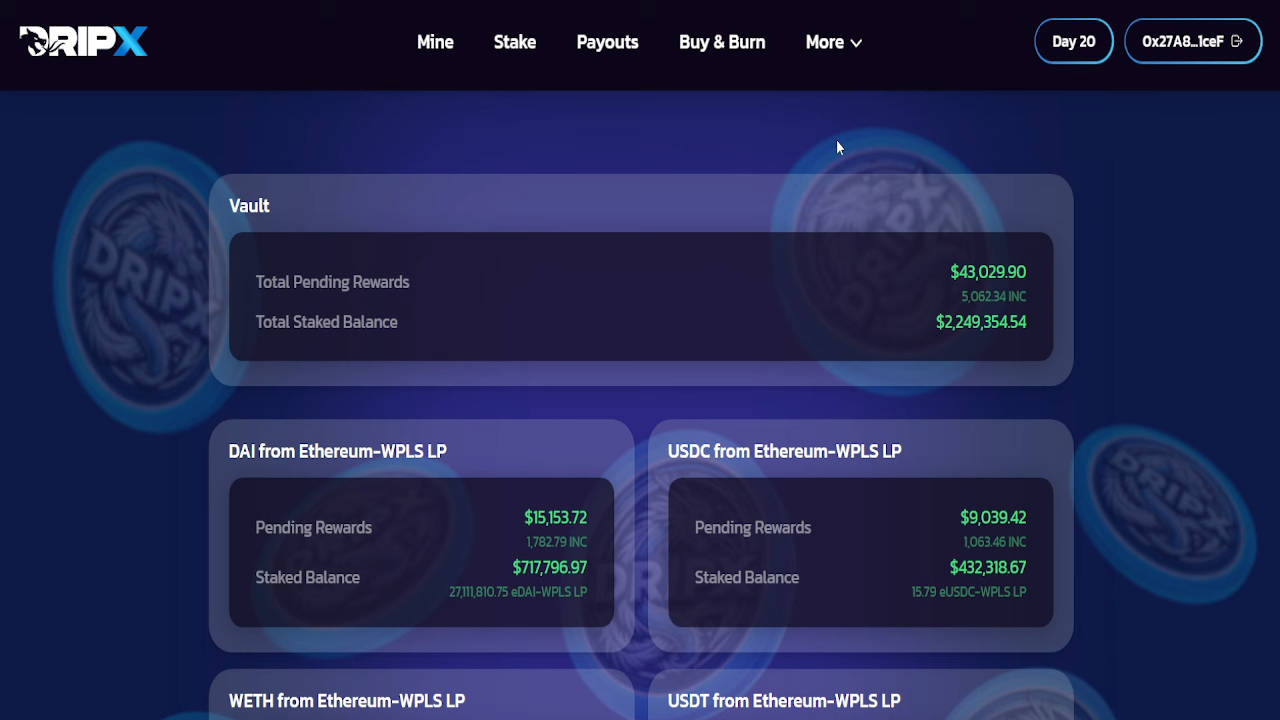 DRIPX
Mine Stake Payouts Buy & Burn More
Day 20
0x27A8...1ceF
Vault
Total Pending Rewards
$43,029.90
5,062.34 INC
Total Staked Balance
$2,249,354.54
DAI from Ethereum-WPLS LP
Pending Rewards
$15,153.72
1,782.79 INC
Staked Balance
$717,796.97
27,111,810.75 eDAI-WPLS LP
USDC from Ethereum-WPLS LP
Pending Rewards
$9,039.42
1,063.46 INC
Staked Balance
$432,318.67
15.79 eUSDC-WPLS LP
WETH from Ethereum-WPLS LP
USDT from Ethereum-WPLS LP
DRIPX
DRIPX
DRIPX
DRIPX